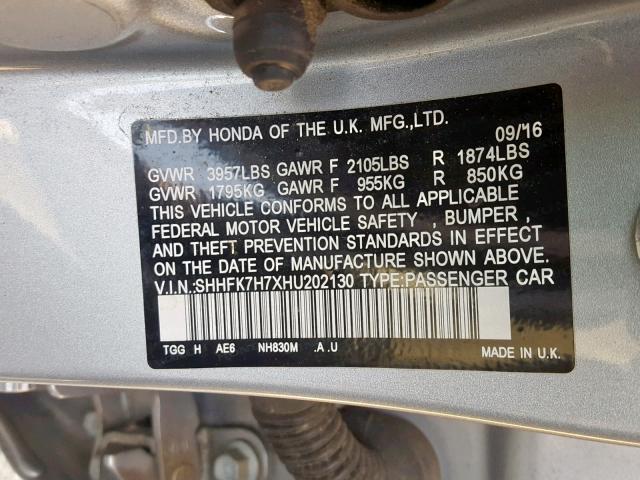 MFD.BY HONDA OF THE U.K. MFG.,LTD. 09/16
GVWR 3957LBS GAWR F 2105LBS R 1874LBS
GVWR 1795KG GAWR F 955KG R 850KG
THIS VEHICLE CONFORMS TO ALL APPLICABLE
FEDERAL MOTOR VEHICLE SAFETY , BUMPER ,
AND THEFT PREVENTION STANDARDS IN EFFECT
ON THE DATE OF MANUFACTURE SHOWN ABOVE.
V.I.N.:SHHFK7H7XHU202130 TYPE:PASSENGER CAR
TGG H AE6 NH830M .A .U MADE IN U.K.